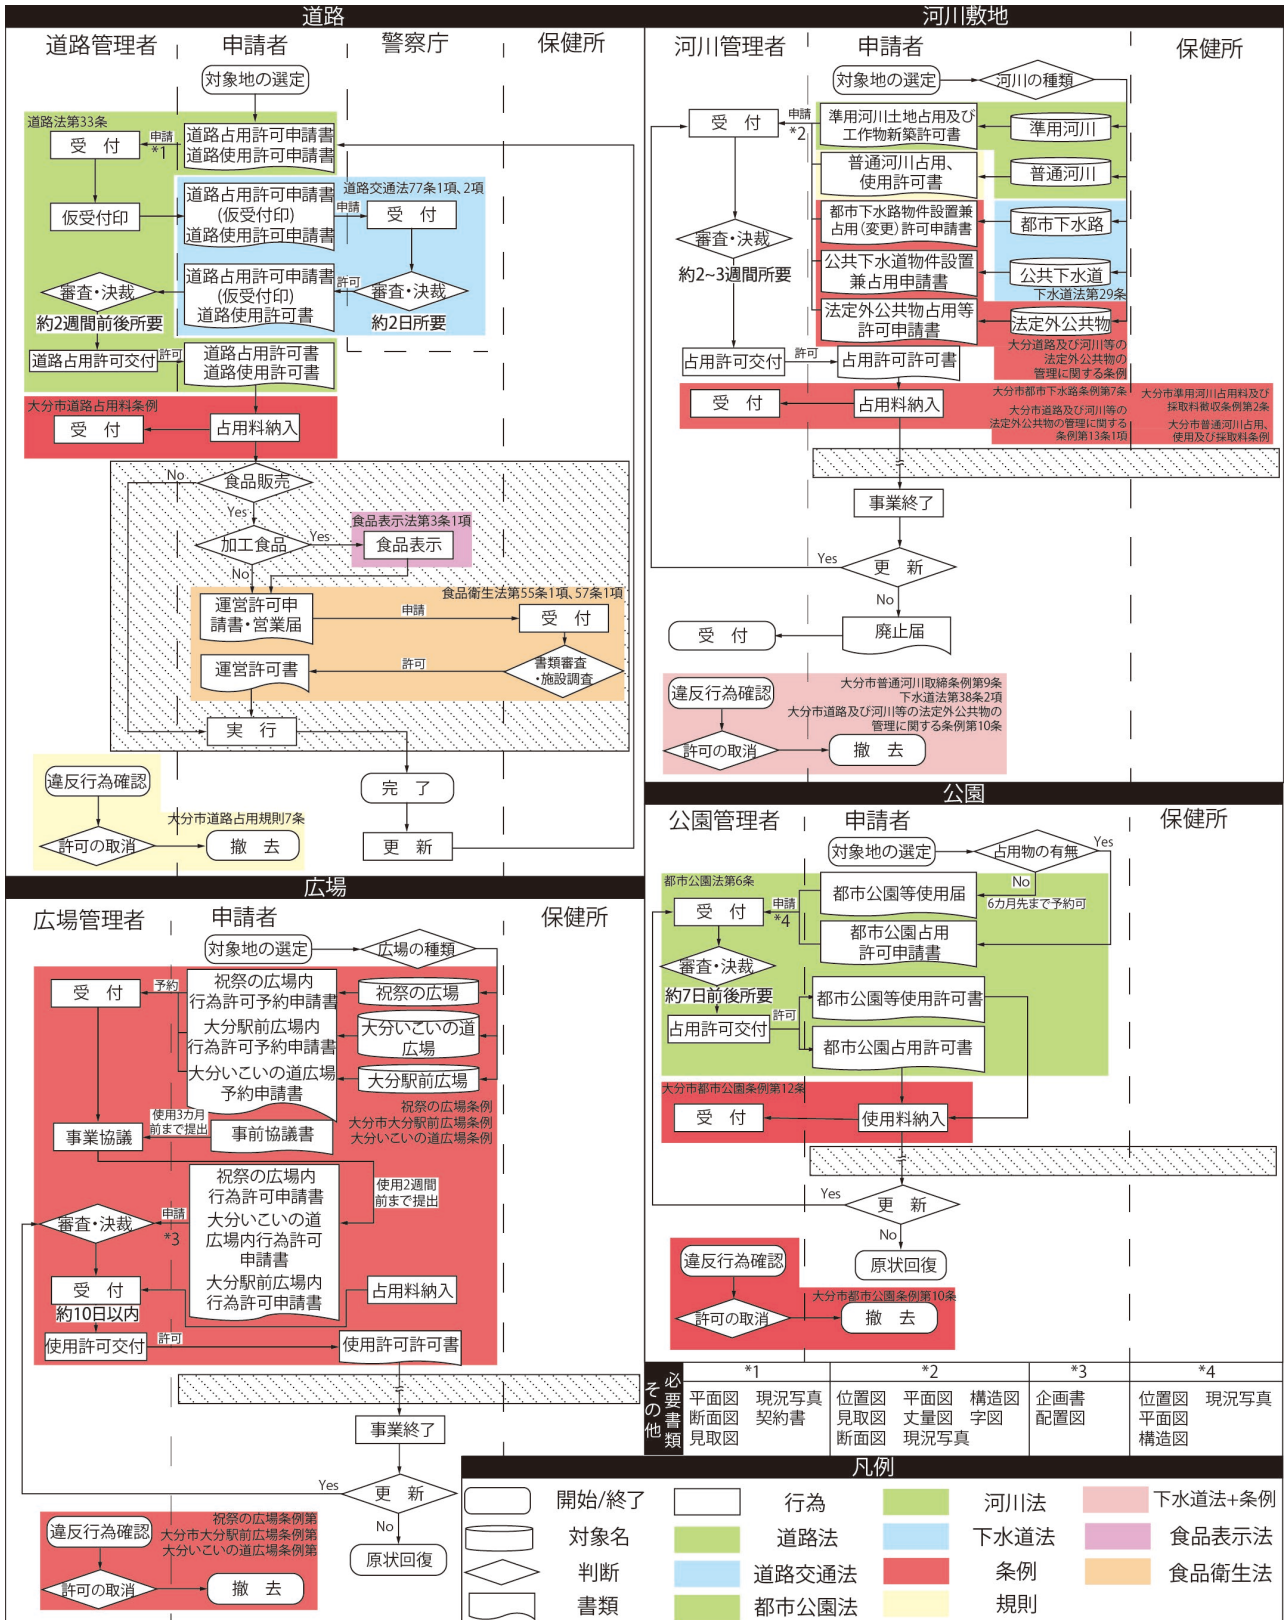 道路
道路管理者
申請者
警察庁
保健所
対象地の選定
道路法第33条
受　付
申請
*1
道路占用許可申請書
道路使用許可申請書
仮受付印
道路占用許可申請書
(仮受付印)
道路使用許可申請書
道路交通法77条1項、2項
申請
受　付
審査・決裁
約2週間前後所要
道路占用許可申請書
(仮受付印)
道路使用許可書
許可
審査・決裁
約2日所要
道路占用許可交付
許可
道路占用許可書
道路使用許可書
大分市道路占用料条例
受　付
占用料納入
No
食品販売
Yes
加工食品
Yes
食品表示法第3条1項
食品表示
No
食品衛生法第55条1項、57条1項
運営許可申
請書・営業届
申請
受　付
運営許可書
許可
書類審査
・施設調査
実　行
違反行為確認
大分市道路占用規則7条
許可の取消
撤　去
完　了
更　新
河川敷地
河川管理者
申請者
保健所
対象地の選定
河川の種類
受　付
申請
*2
準用河川土地占用及び
工作物新築許可書
準用河川
普通河川占用、
使用許可書
普通河川
都市下水路物件設置兼
占用(変更)許可申請書
都市下水路
審査・決裁
約2~3週間所要
公共下水道物件設置
兼占用申請書
公共下水道
下水道法第29条
法定外公共物占用等
許可申請書
法定外公共物
大分道路及び河川等の
法定外公共物の
管理に関する条例
占用許可交付
許可
占用許可許可書
受　付
占用料納入
大分市都市下水路条例第7条
大分市道路及び河川等の
法定外公共物の管理に関する
条例第13条1項
大分市準用河川占用料及び
採取料徴収条例第2条
大分市普通河川占用、
使用及び採取料条例
事業終了
Yes
更　新
No
受　付
廃止届
違反行為確認
大分市普通河川取締条例第9条
下水道法第38条2項
大分市道路及び河川等の法定外公共物の
管理に関する条例第10条
許可の取消
撤　去
公園
公園管理者
申請者
保健所
対象地の選定
占用物の有無
Yes
No
6カ月先まで予約可
都市公園法第6条
受　付
申請
*4
都市公園等使用届
都市公園占用
許可申請書
審査・決裁
約7日前後所要
占用許可交付
許可
都市公園等使用許可書
都市公園占用許可書
大分市都市公園条例第12条
受　付
使用料納入
Yes
更　新
No
原状回復
違反行為確認
大分市都市公園条例第10条
許可の取消
撤　去
広場
広場管理者
申請者
保健所
対象地の選定
広場の種類
受　付
予約
祝祭の広場内
行為許可予約申請書
大分駅前広場内
行為許可予約申請書
大分いこいの道広場
予約申請書
祝祭の広場
大分いこいの道
広場
大分駅前広場
祝祭の広場条例
大分市大分駅前広場条例
大分いこいの道広場条例
使用3カ月
前まで提出
事業協議
事前協議書
使用2週間
前まで提出
祝祭の広場内
行為許可申請書
大分いこいの道
広場内行為許可
申請書
大分駅前広場内
行為許可申請書
審査・決裁
申請
*3
受　付
約10日以内
占用料納入
使用許可交付
許可
使用許可許可書
事業終了
Yes
更　新
No
原状回復
祝祭の広場条例第
大分市大分駅前広場条例第
大分いこいの道広場条例第
違反行為確認
許可の取消
撤　去
その他
必要書類
*1
*2
*3
*4
平面図　現況写真
断面図　契約書
見取図
位置図　平面図　構造図
見取図　丈量図　字図
断面図　現況写真
企画書
配置図
位置図　現況写真
平面図
構造図
凡例
開始/終了
行為
河川法
下水道法+条例
対象名
道路法
下水道法
食品表示法
判断
道路交通法
条例
食品衛生法
書類
都市公園法
規則